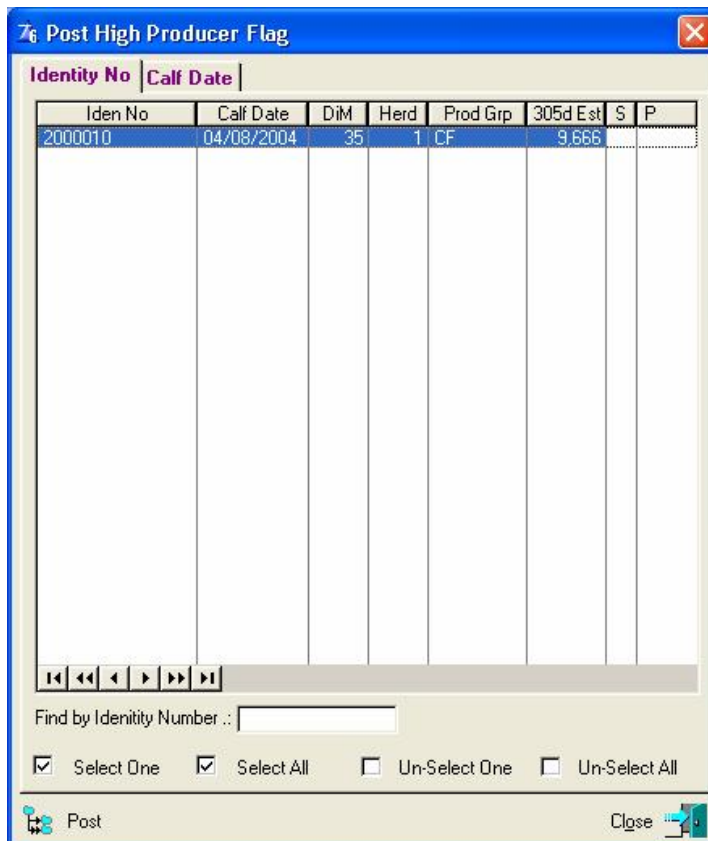 76 Post High Producer Flag
Identity No Calf Date
Iden No Calf Date DiM Herd Prod Grp 305d Est S P
2000010 04/08/2004 35 1 CF 9,666
Find by Idenitity Number .:
Select One Select All Un-Select One Un-Select All
Post Close